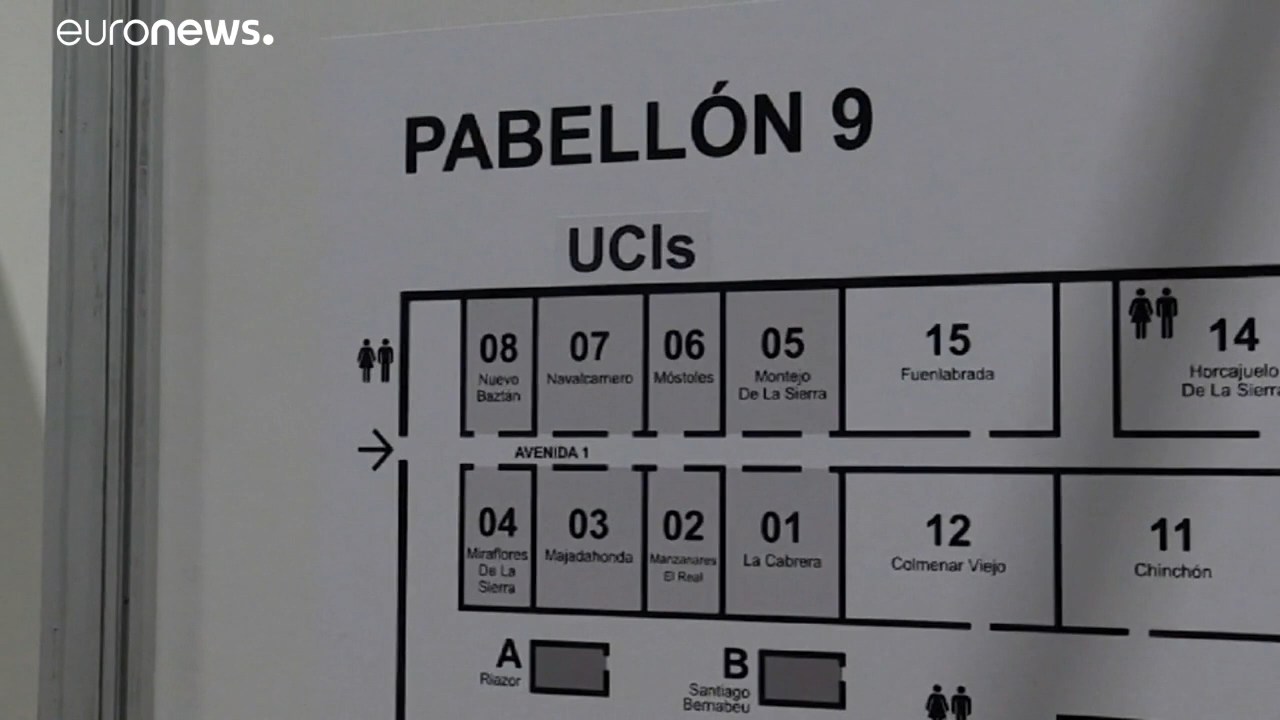 euronews.
PABELLÓN 9
UCIs
08
Nuevo
Baztán
07
Navalcarnero
06
Móstoles
05
Montejo
De La Sierra
15
Fuenlabrada
14
Horcajuelo
De La Sierra
AVENIDA 1
04
Miraflores
De La
Sierra
03
Majadahonda
02
Manzanares
El Real
01
La Cabrera
12
Colmenar Viejo
11
Chinchón
A
Riazor
B
Santiago
Bernabeu